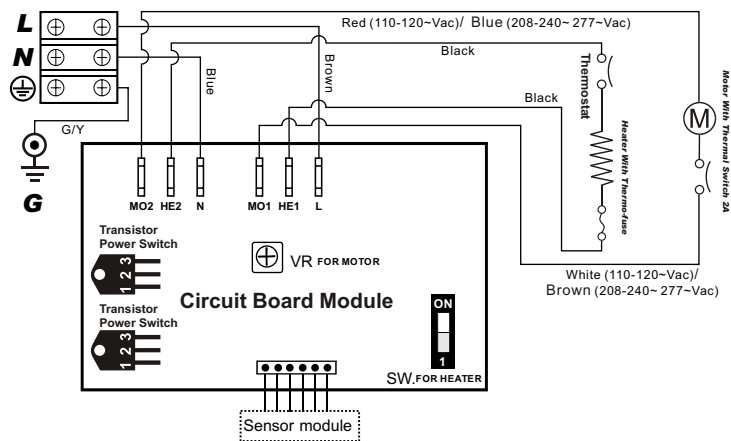 L
N
G/Y
G
Red (110-120~Vac)/ Blue (208-240~ 277~Vac)
Black
Black
Blue
Brown
Thermostat
Heater With Thermo-fuse
M
Motor With Thermal Switch 2A
MO2 HE2 N MO1 HE1 L
Transistor
Power Switch
1 2 3
VR FOR MOTOR
Circuit Board Module
Transistor
Power Switch
1 2 3
ON
1
SW.FOR HEATER
White (110-120~Vac)/
Brown (208-240~ 277~Vac)
Sensor module